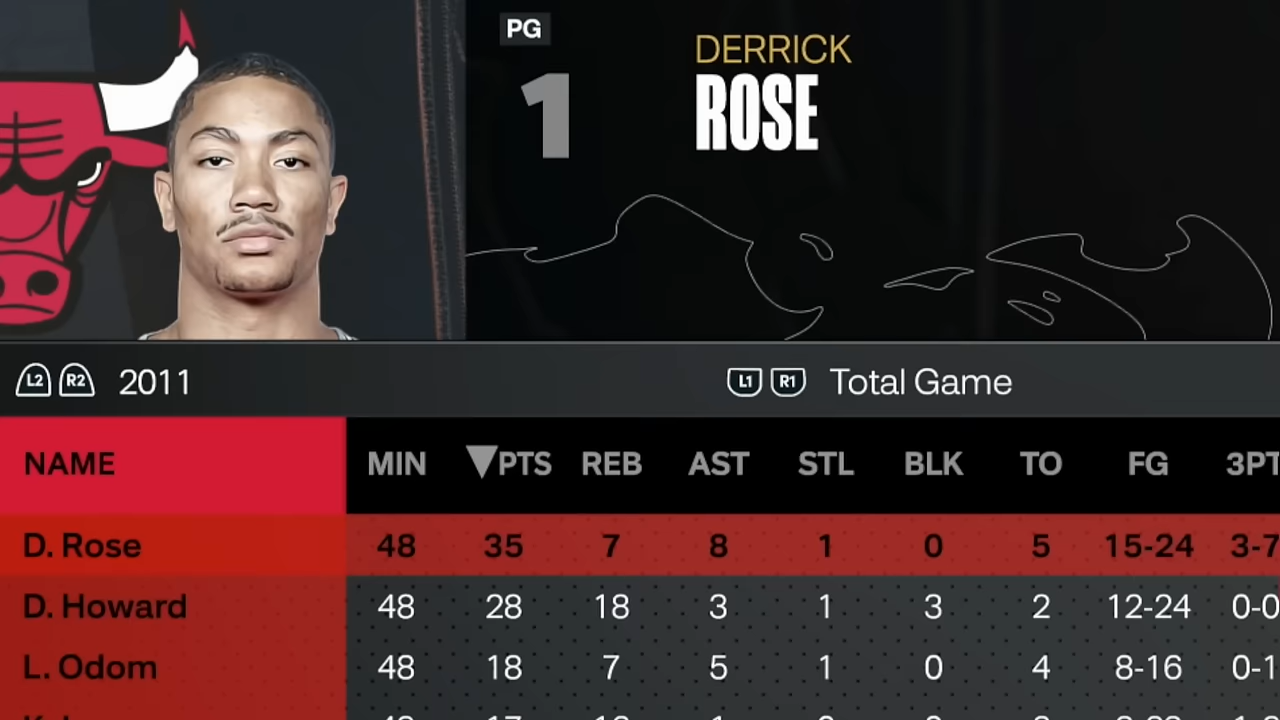 PG
1
DERRICK
ROSE
L2 R2 2011 L1 R1 Total Game
NAME MIN ▼PTS REB AST STL BLK TO FG 3PT
D. Rose 48 35 7 8 1 0 5 15-24 3-7
D. Howard 48 28 18 3 1 3 2 12-24 0-0
L. Odom 48 18 7 5 1 0 4 8-16 0-1